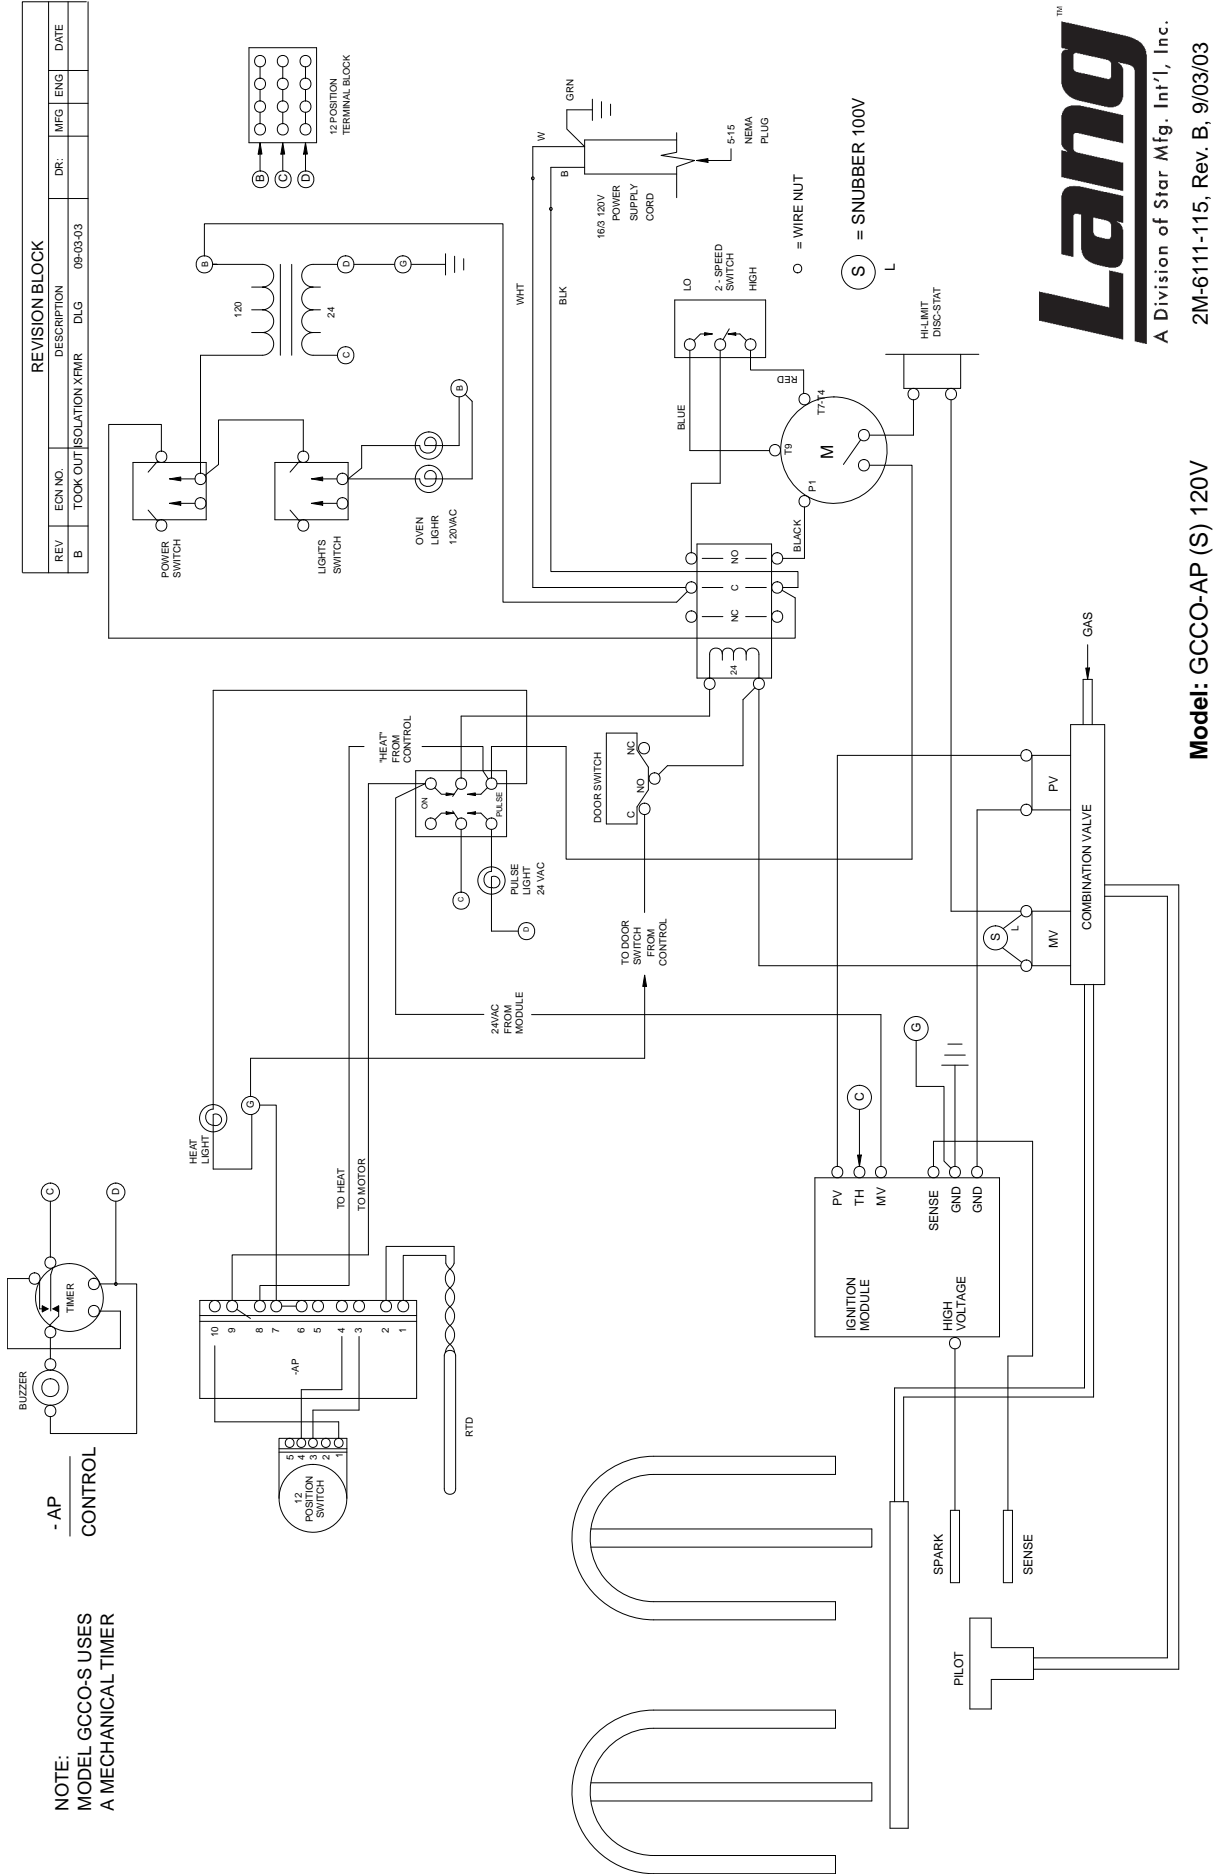 REVISION BLOCK
REV ECN NO. DESCRIPTION DR: MFG ENG DATE
B TOOK OUT ISOLATION XFMR DLG 09-03-03
NOTE:
MODEL GCCO-S USES
A MECHANICAL TIMER
- AP
CONTROL
BUZZER
TIMER
C
D
HEAT
LIGHT
G
12
POSITION
SWITCH
5
4
3
2
1
-AP
10
9
8
7
6
5
4
3
2
1
RTD
TO HEAT
TO MOTOR
24VAC
FROM
MODULE
"HEAT"
FROM
CONTROL
ON
PULSE
C
D
PULSE
LIGHT
24 VAC
TO DOOR
SWITCH
FROM
CONTROL
DOOR SWITCH
C
NO
NC
POWER
SWITCH
LIGHTS
SWITCH
OVEN
LIGHR
120VAC
B
120
24
B
C
D
G
B
C
D
12 POSITION
TERMINAL BLOCK
WHT
BLK
W
B
GRN
16/3 120V
POWER
SUPPLY
CORD
5-15
NEMA
PLUG
24
NC
C
NO
BLUE
BLACK
RED
LO
2 - SPEED
SWITCH
HIGH
T9
P1
T7-T4
M
= WIRE NUT
S = SNUBBER 100V
L
HI-LIMIT
DISC-STAT
IGNITION
MODULE
HIGH
VOLTAGE
PV
TH
MV
SENSE
GND
GND
C
G
S
L
MV
PV
COMBINATION VALVE
GAS
SPARK
SENSE
PILOT
Lang™
A Division of Star Mfg. Int'l, Inc.
2M-6111-115, Rev. B, 9/03/03
Model: GCCO-AP (S) 120V